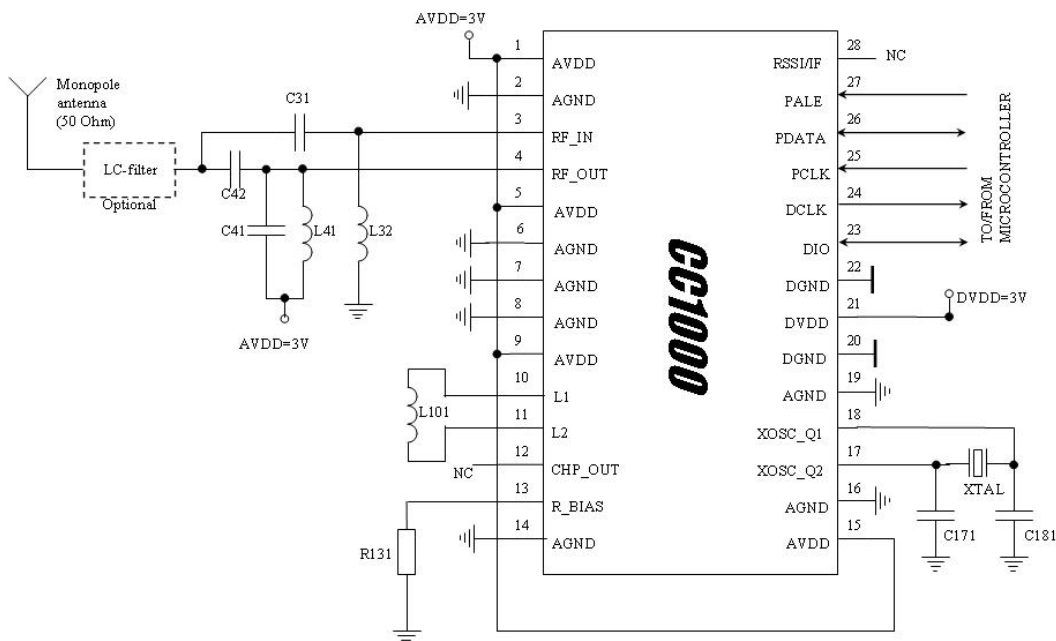 AVDD=3V
Monopole
antenna
(50 Ohm)
LC-filter
Optional
C31
C42
C41
L41
L32
AVDD=3V
L101
NC
R131
1
AVDD
2
AGND
3
RF_IN
4
RF_OUT
5
AVDD
6
AGND
7
AGND
8
AGND
9
AVDD
10
L1
11
L2
12
CHP_OUT
13
R_BIAS
14
AGND
CC1000
28
RSSI/IF
NC
27
PALE
26
PDATA
25
PCLK
24
DCLK
23
DIO
22
DGND
21
DVDD
DVDD=3V
20
DGND
19
AGND
18
XOSC_Q1
17
XOSC_Q2
16
AGND
15
AVDD
TO/FROM
MICROCONTROLLER
XTAL
C171
C181